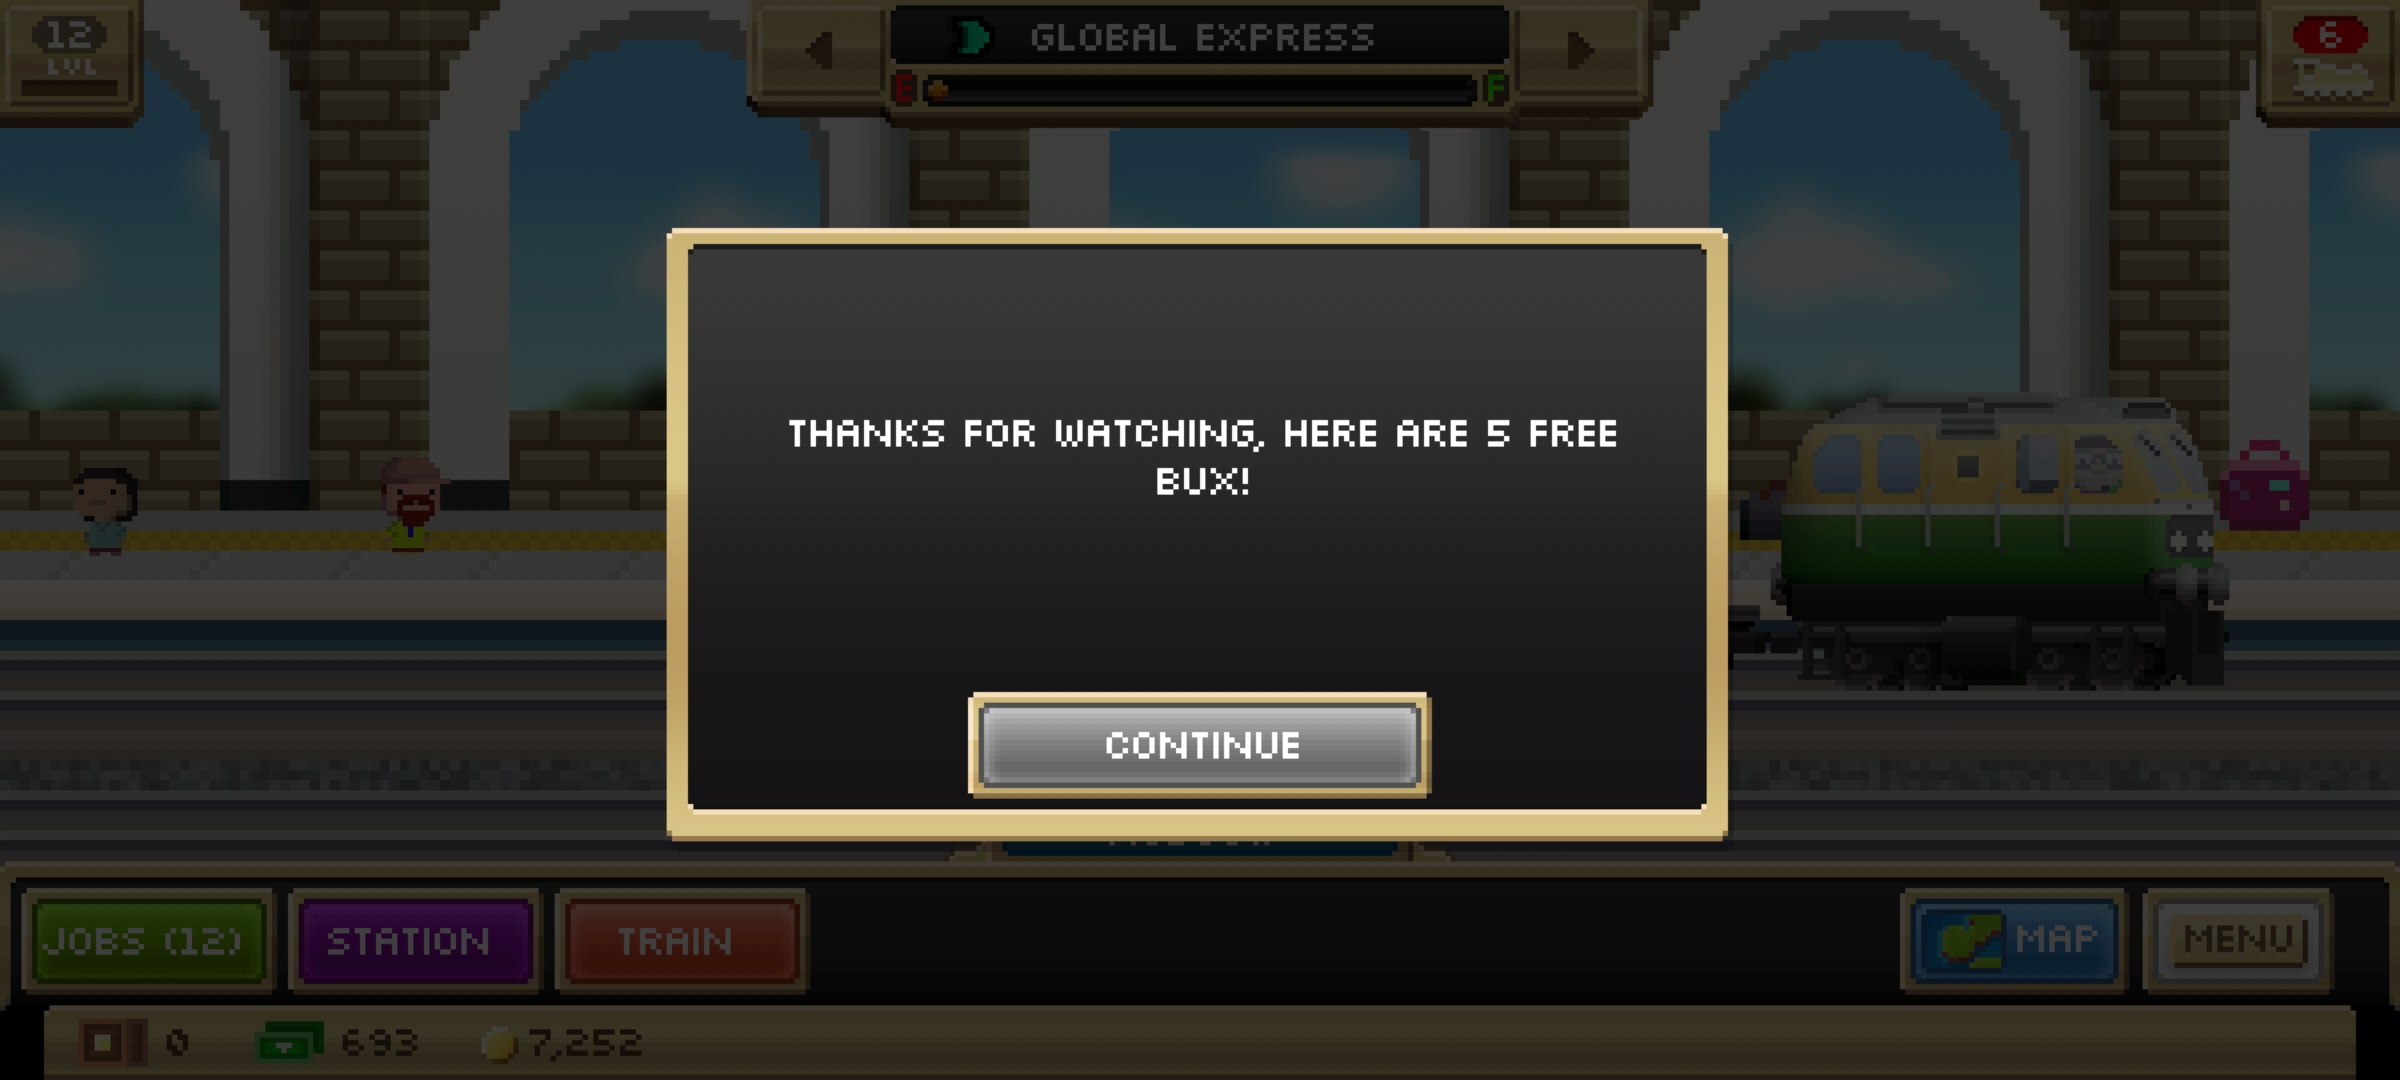 12
LVL
GLOBAL EXPRESS
E F
6
THANKS FOR WATCHING, HERE ARE 5 FREE
BUX!
CONTINUE
JOBS (12) STATION TRAIN MAP MENU
0 693 7,252